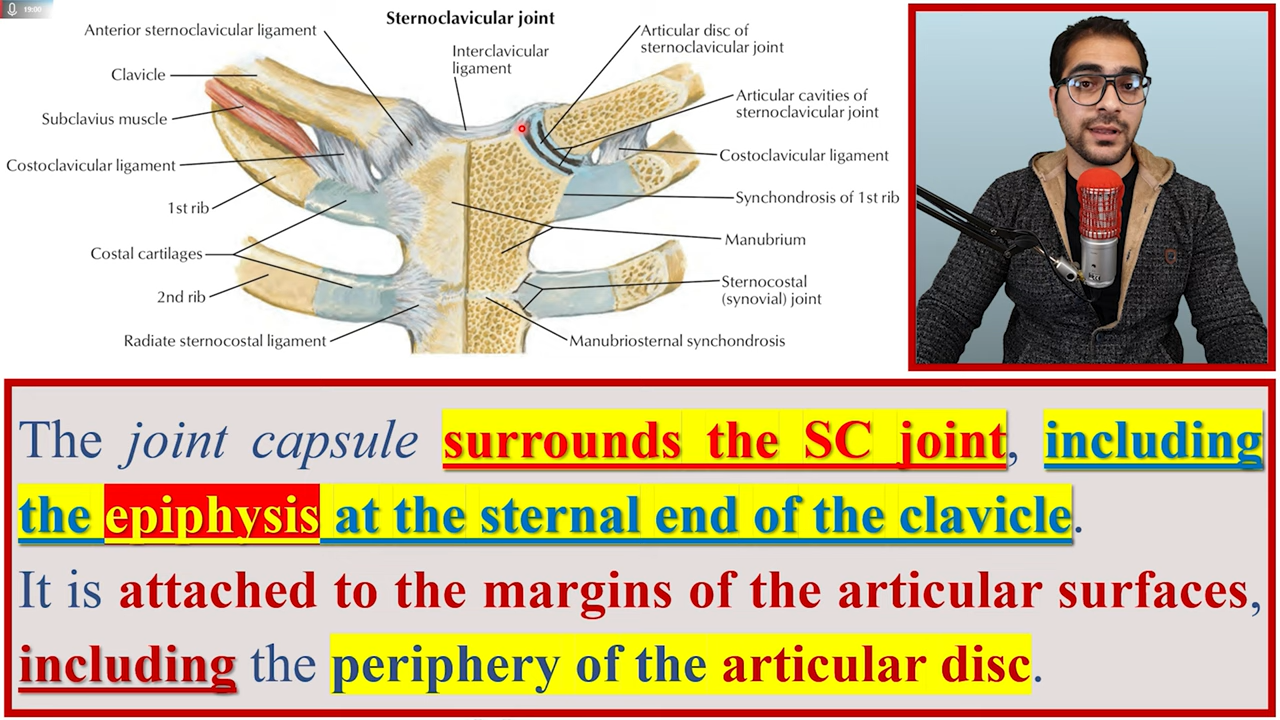 19:00
Sternoclavicular joint
Anterior sternoclavicular ligament
Clavicle
Subclavius muscle
Costoclavicular ligament
1st rib
Costal cartilages
2nd rib
Radiate sternocostal ligament
Interclavicular
ligament
Articular disc of
sternoclavicular joint
Articular cavities of
sternoclavicular joint
Costoclavicular ligament
Synchondrosis of 1st rib
Manubrium
Sternocostal
(synovial) joint
Manubriosternal synchondrosis
The joint capsule surrounds the SC joint, including
the epiphysis at the sternal end of the clavicle.
It is attached to the margins of the articular surfaces,
including the periphery of the articular disc.